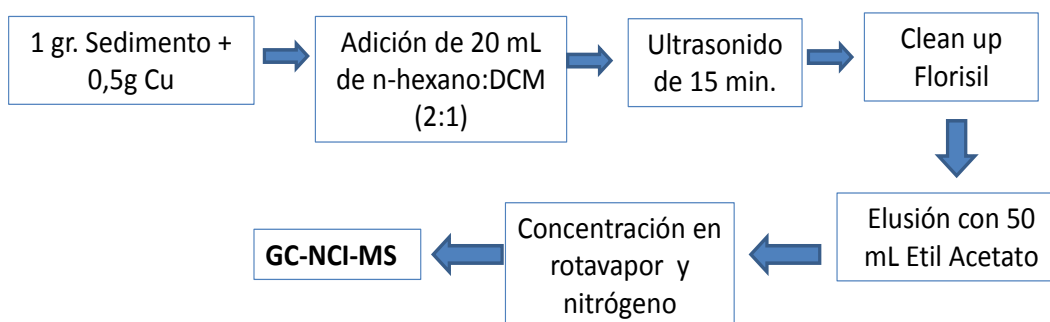 1 gr. Sedimento +
0,5g Cu
Adición de 20 mL
de n-hexano:DCM
(2:1)
Ultrasonido
de 15 min.
Clean up
Florisil
Elusión con 50
mL Etil Acetato
Concentración en
rotavapor y
nitrógeno
GC-NCI-MS